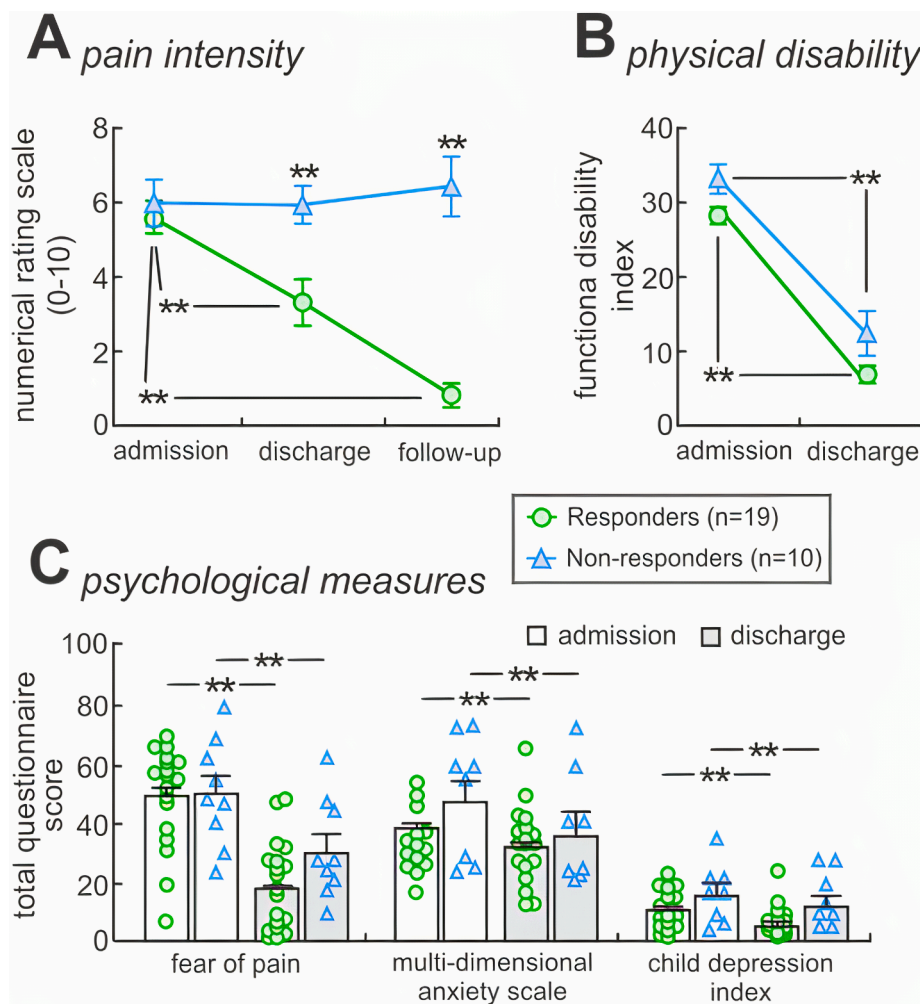 A pain intensity
numerical rating scale
(0-10)
8
6
4
2
0
**
**
**
**
admission discharge follow-up
B physical disability
functiona disability
index
40
30
20
10
0
**
**
admission discharge
Responders (n=19)
Non-responders (n=10)
C psychological measures
admission discharge
total questionnaire
score
100
80
60
40
20
0
**
**
**
**
**
**
fear of pain
multi-dimensional
anxiety scale
child depression
index